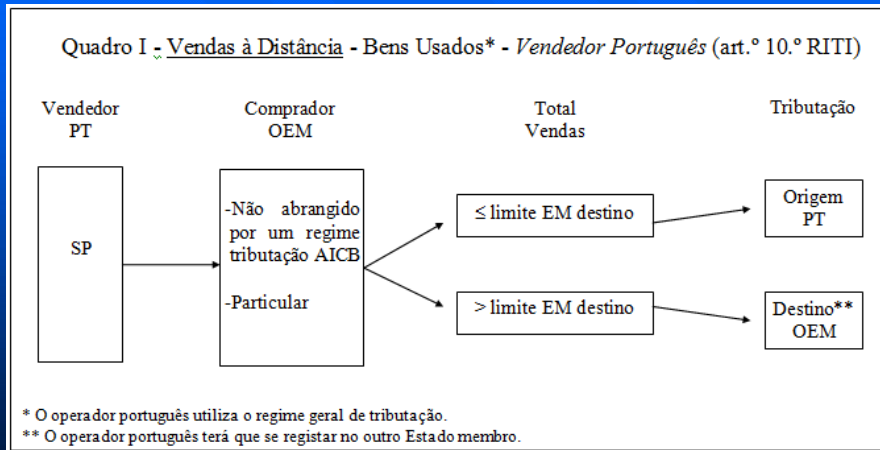 Quadro I - Vendas à Distância - Bens Usados* - Vendedor Português (art.º 10.º RITI)
Vendedor
PT
Comprador
OEM
Total
Vendas
Tributação
SP
-Não abrangido
por um regime
tributação AICB
-Particular
≤ limite EM destino
> limite EM destino
Origem
PT
Destino**
OEM
* O operador português utiliza o regime geral de tributação.
** O operador português terá que se registar no outro Estado membro.